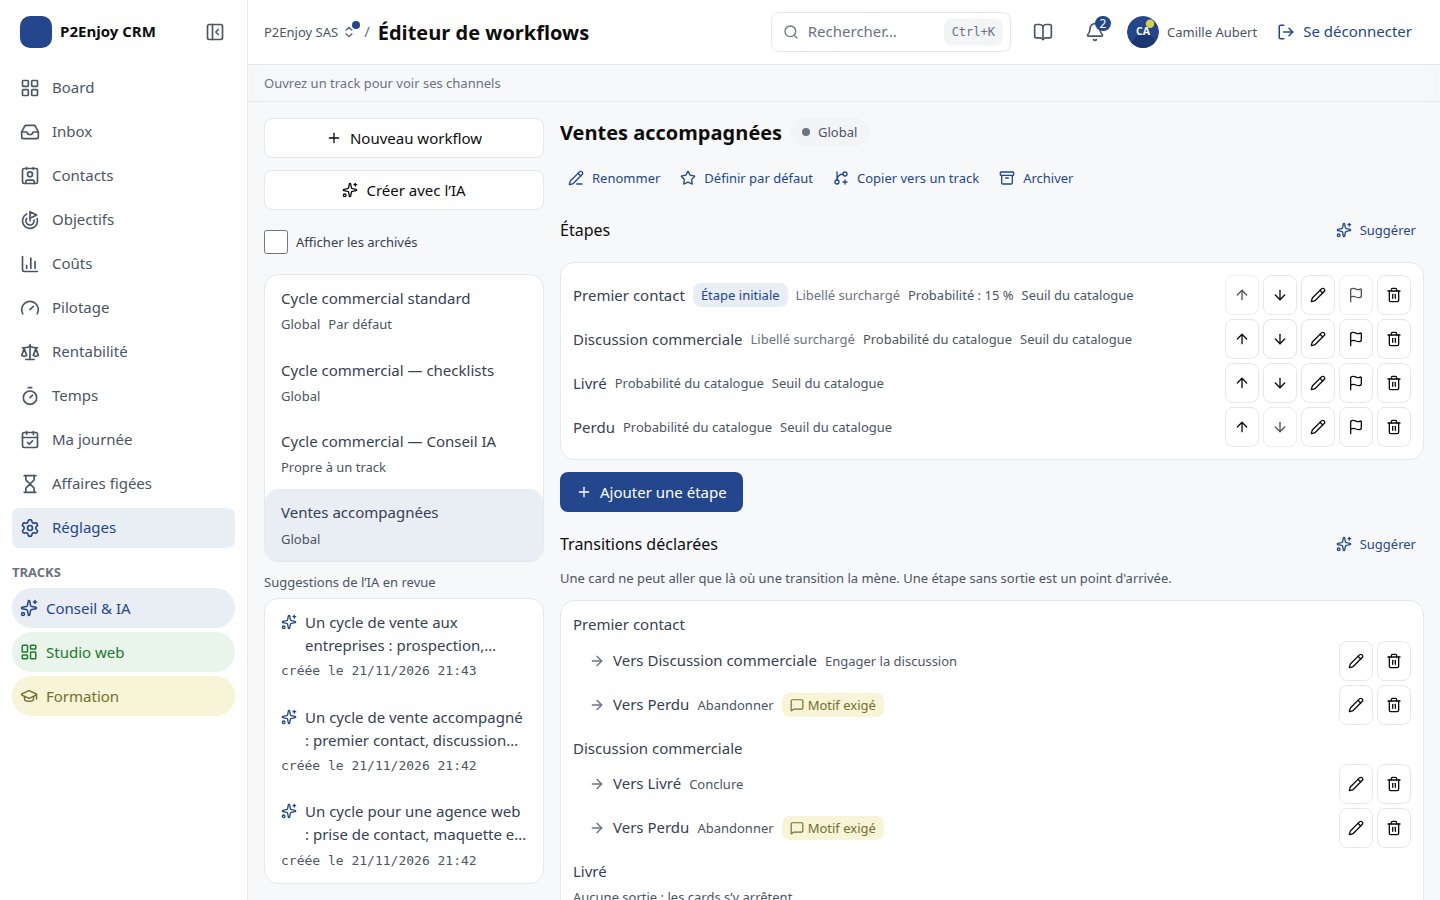 P2Enjoy CRM
Board
Inbox
Contacts
Objectifs
Coûts
Pilotage
Rentabilité
Temps
Ma journée
Affaires figées
Réglages
TRACKS
Conseil & IA
Studio web
Formation
P2Enjoy SAS / Éditeur de workflows
Rechercher... Ctrl+K
2
CA Camille Aubert
Se déconnecter
Ouvrez un track pour voir ses channels
Nouveau workflow
Créer avec l'IA
Afficher les archivés
Cycle commercial standard
Global Par défaut
Cycle commercial — checklists
Global
Cycle commercial — Conseil IA
Propre à un track
Ventes accompagnées
Global
Suggestions de l'IA en revue
Un cycle de vente aux
entreprises : prospection,...
créée le 21/11/2026 21:43
Un cycle de vente accompagné
: premier contact, discussion...
créée le 21/11/2026 21:42
Un cycle pour une agence web
: prise de contact, maquette e...
créée le 21/11/2026 21:42
Ventes accompagnées Global
Renommer Définir par défaut Copier vers un track Archiver
Étapes Suggérer
Premier contact Étape initiale Libellé surchargé Probabilité : 15 % Seuil du catalogue
Discussion commerciale Libellé surchargé Probabilité du catalogue Seuil du catalogue
Livré Probabilité du catalogue Seuil du catalogue
Perdu Probabilité du catalogue Seuil du catalogue
Ajouter une étape
Transitions déclarées Suggérer
Une card ne peut aller que là où une transition la mène. Une étape sans sortie est un point d'arrivée.
Premier contact
Vers Discussion commerciale Engager la discussion
Vers Perdu Abandonner Motif exigé
Discussion commerciale
Vers Livré Conclure
Vers Perdu Abandonner Motif exigé
Livré
Aucune sortie : les cards s'y arrêtent.